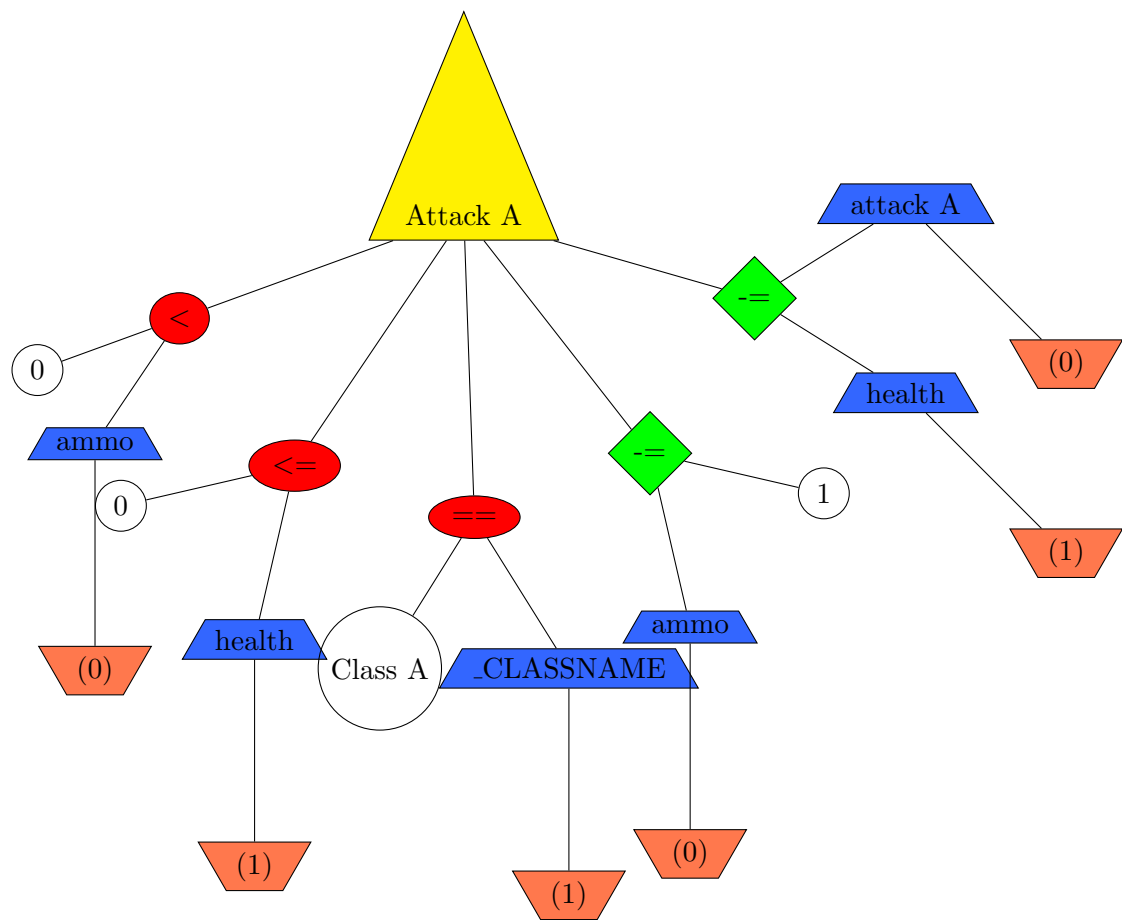 Attack A
attack A
-=
<
(0)
0
health
ammo
-=
<=
1
0
==
(1)
ammo
health
Class A
_CLASSNAME
(0)
(0)
(1)
(1)